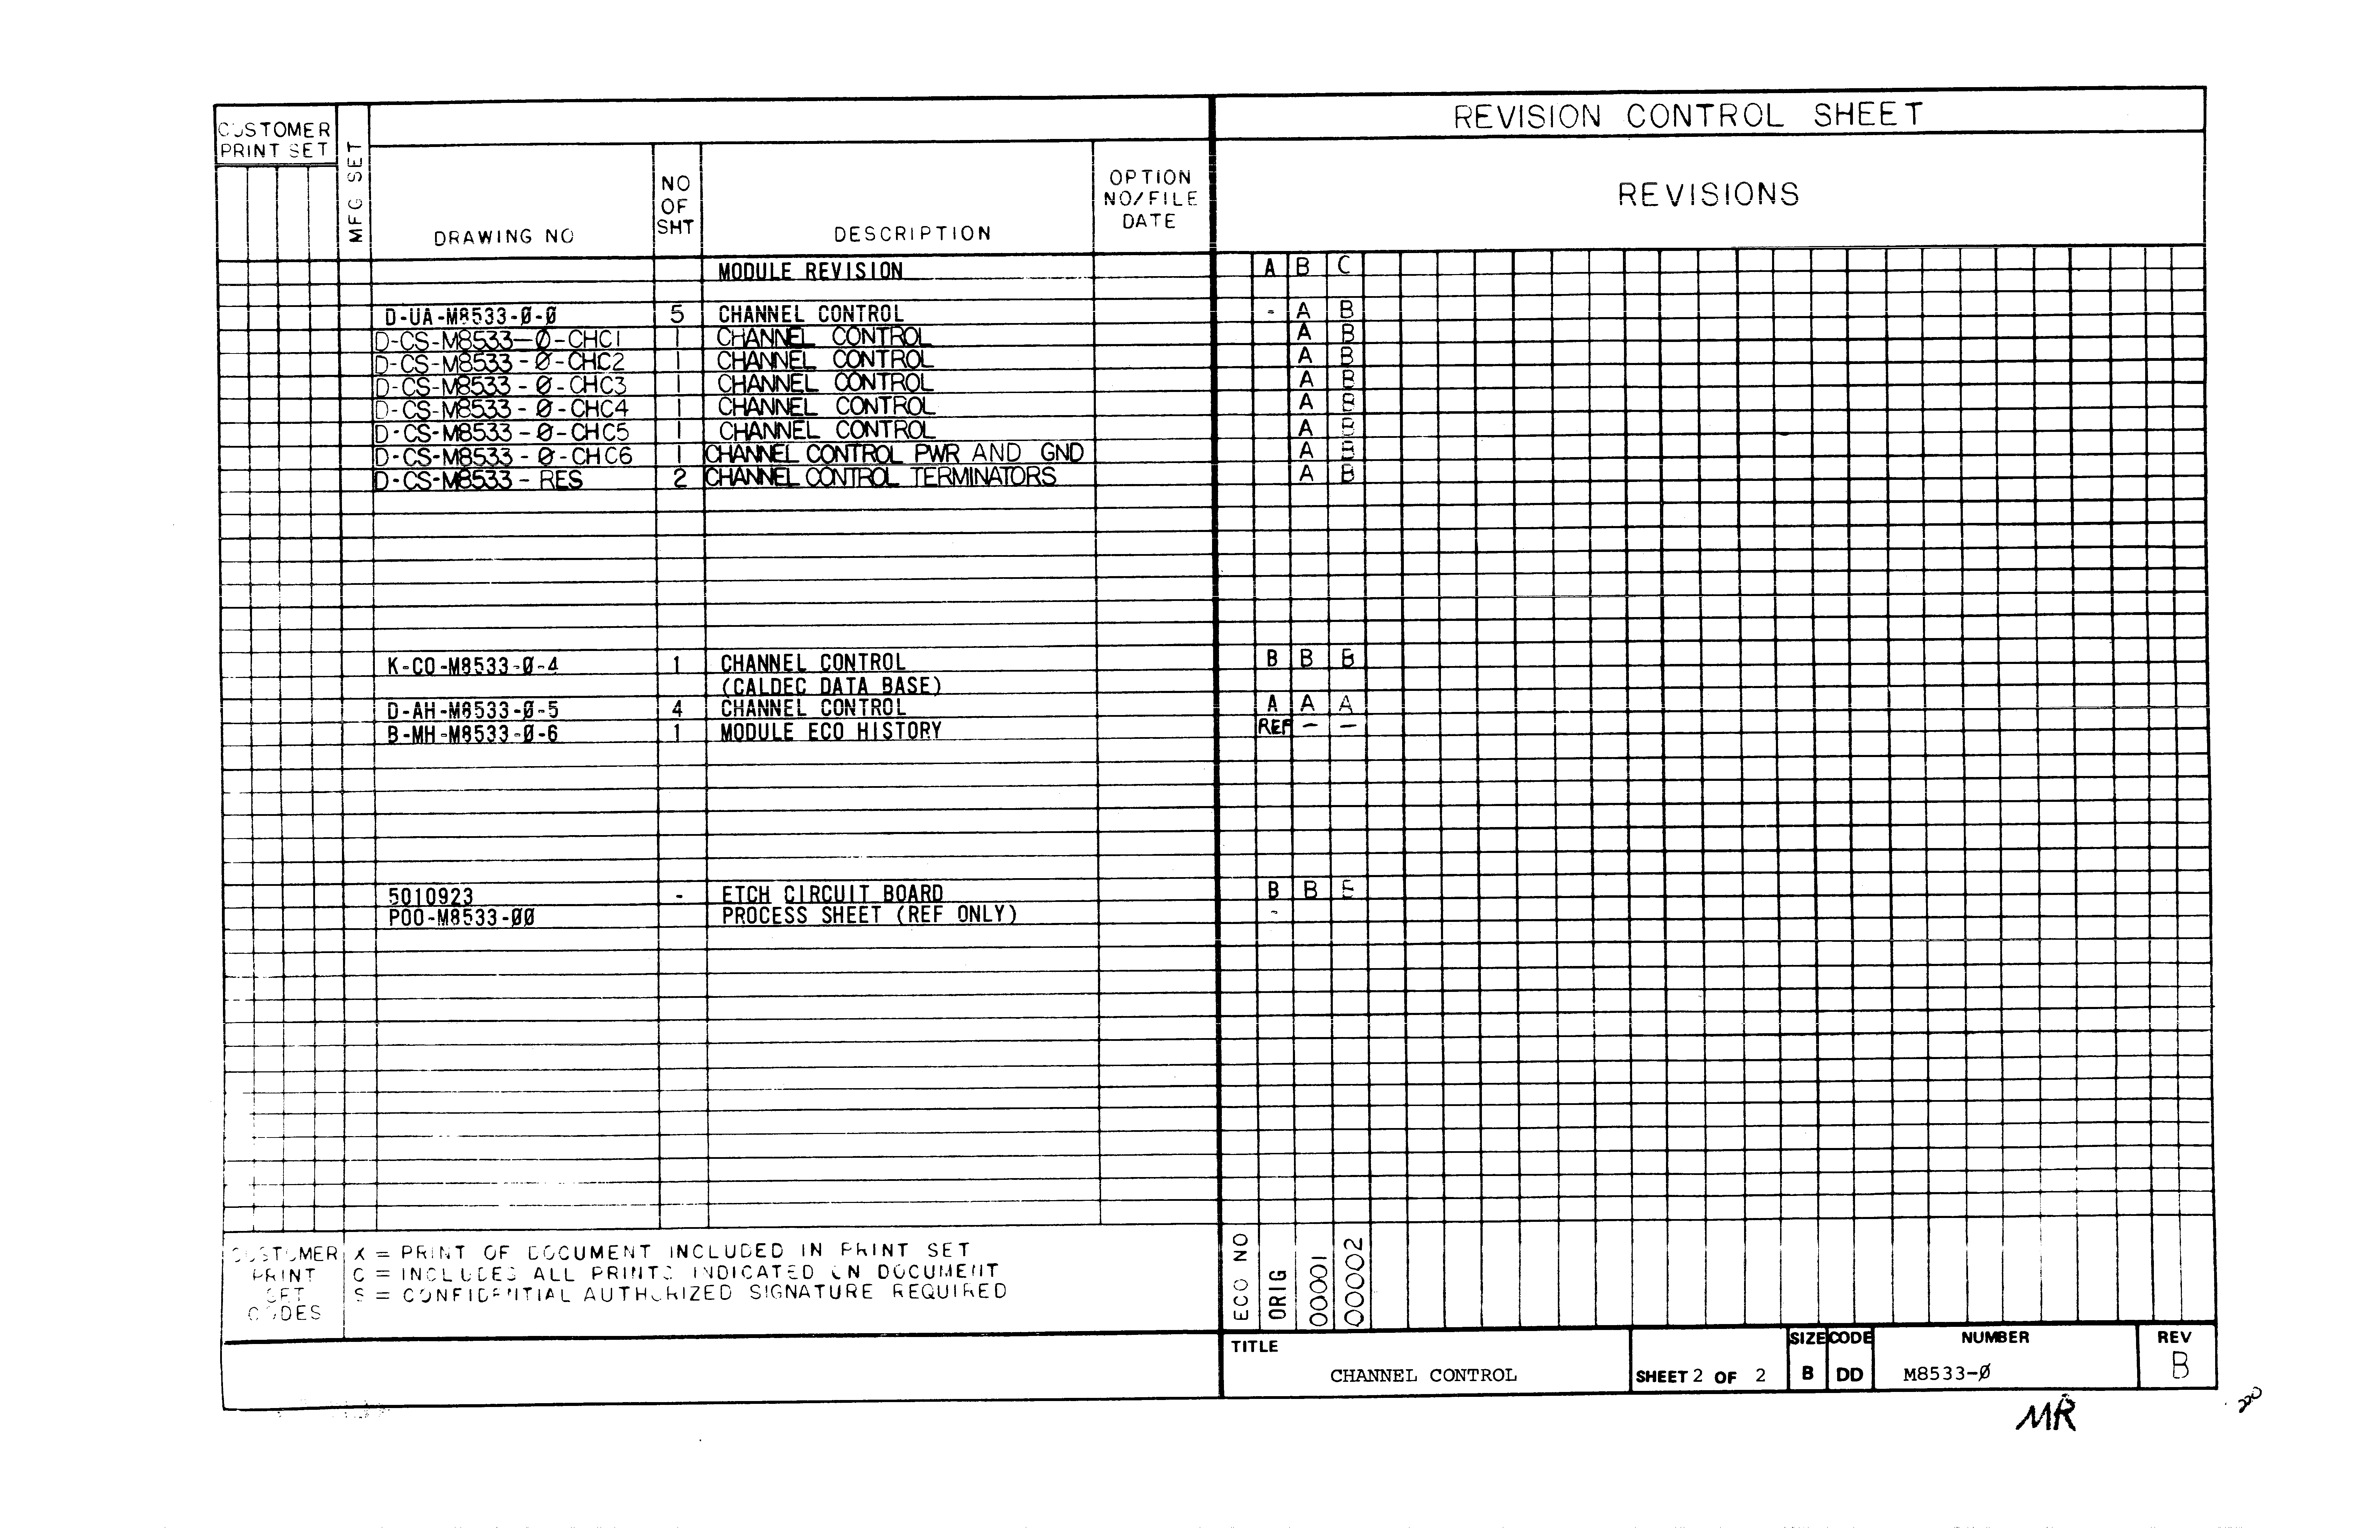 REVISION CONTROL SHEET
CUSTOMER
PRINT SET
MFG SET
DRAWING NO
NO
OF
SHT
DESCRIPTION
OPTION
NO/FILE
DATE
REVISIONS
MODULE REVISION A B C
D-UA-M8533-Ø-Ø 5 CHANNEL CONTROL - A B
D-CS-M8533-Ø-CHC1 1 CHANNEL CONTROL A B
D-CS-M8533-Ø-CHC2 1 CHANNEL CONTROL A B
D-CS-M8533-Ø-CHC3 1 CHANNEL CONTROL A B
D-CS-M8533-Ø-CHC4 1 CHANNEL CONTROL A B
D-CS-M8533-Ø-CHC5 1 CHANNEL CONTROL A B
D-CS-M8533-Ø-CHC6 1 CHANNEL CONTROL PWR AND GND A B
D-CS-M8533-RES 2 CHANNEL CONTROL TERMINATORS A B
K-CO-M8533-Ø-4 1 CHANNEL CONTROL B B B
(CALDEC DATA BASE)
D-AH-M8533-Ø-5 4 CHANNEL CONTROL A A A
B-MH-M8533-Ø-6 1 MODULE ECO HISTORY REF - -
5010923 - ETCH CIRCUIT BOARD B B
P00-M8533-ØØ PROCESS SHEET (REF ONLY) -
CUSTOMER
PRINT
SET
CODES
X = PRINT OF DOCUMENT INCLUDED IN PRINT SET
C = INCLUDES ALL PRINTS INDICATED ON DOCUMENT
S = CONFIDENTIAL AUTHORIZED SIGNATURE REQUIRED
ECO NO
ORIG
00001
00002
TITLE
CHANNEL CONTROL
SHEET 2 OF 2
SIZE
B
CODE
DD
NUMBER
M8533-Ø
REV
B
MR